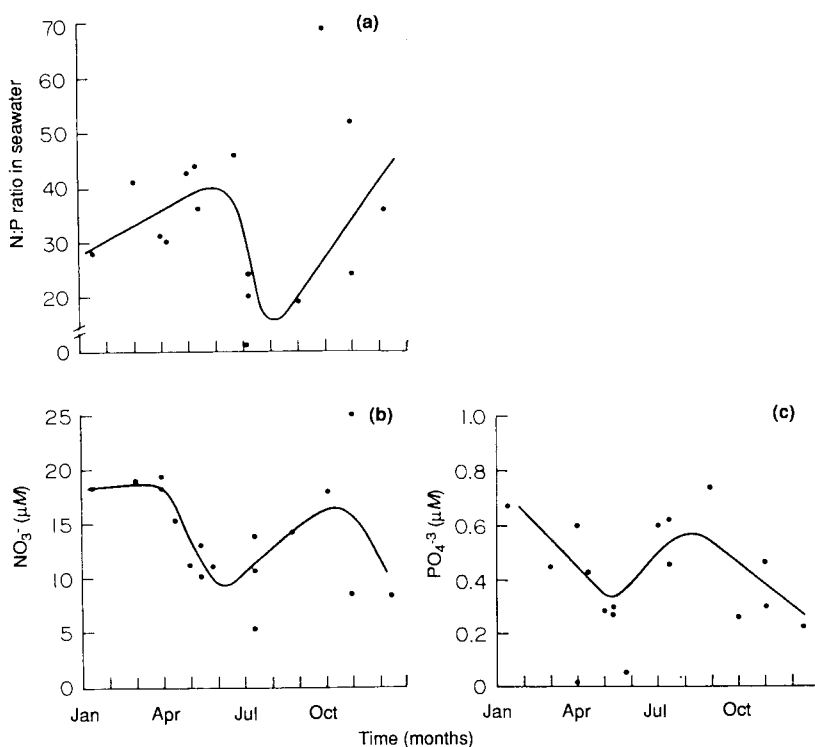 (a)
N:P ratio in seawater
70
60
50
40
30
20
0
(b)
NO₃⁻ (μM)
25
20
15
10
5
0
Jan Apr Jul Oct
(c)
PO₄⁻³ (μM)
1.0
0.8
0.6
0.4
0.2
0
Jan Apr Jul Oct
Time (months)